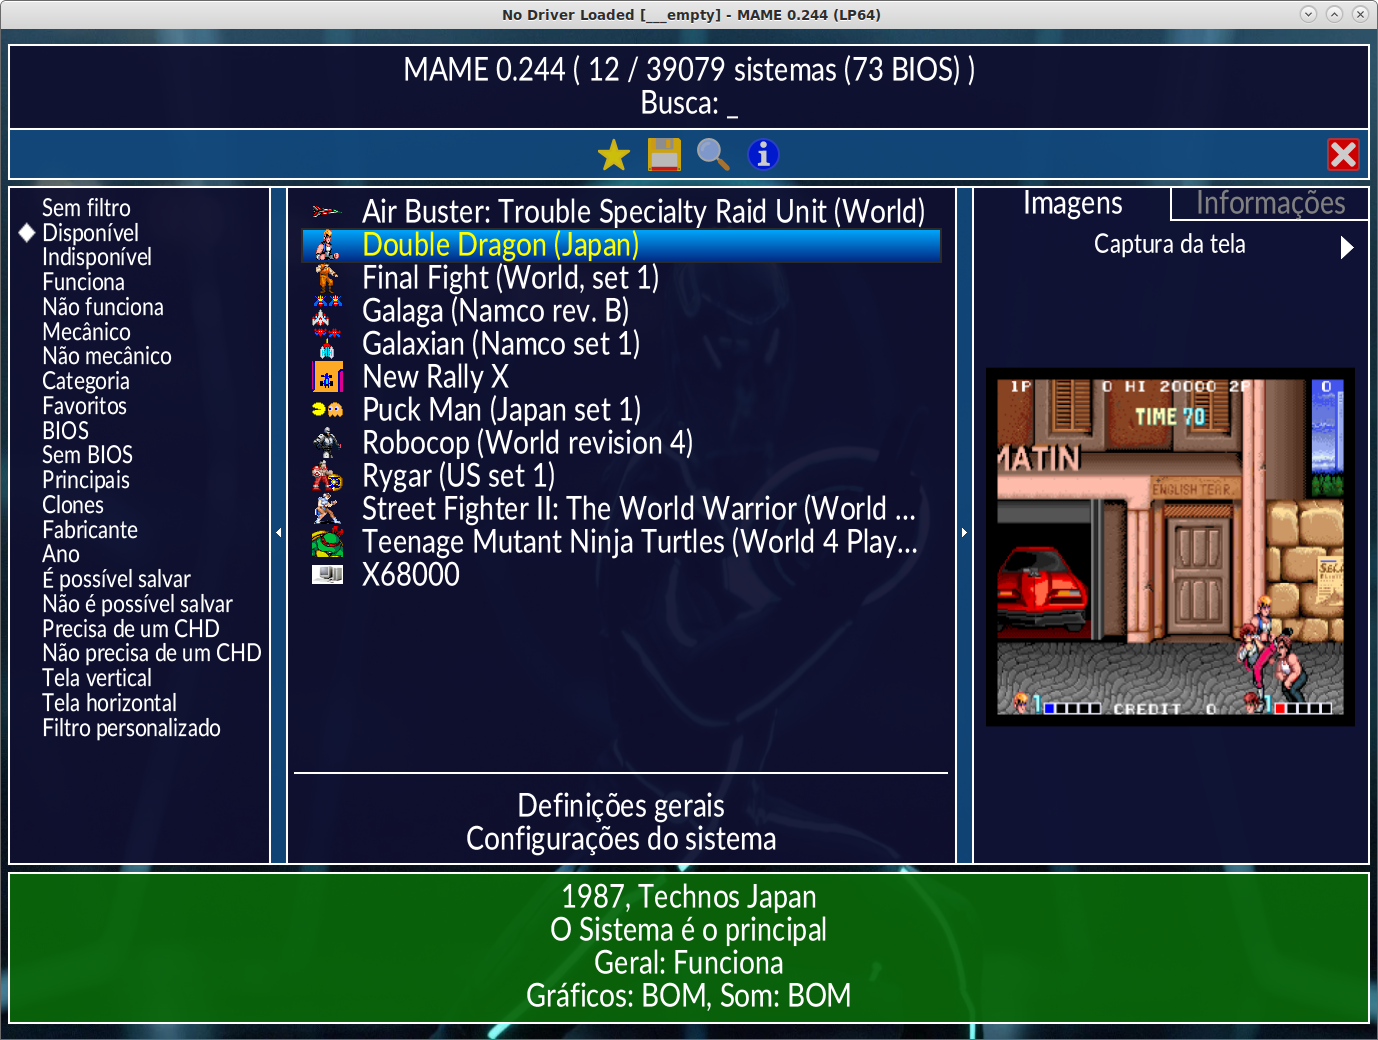 No Driver Loaded [___empty] - MAME 0.244 (LP64)
MAME 0.244 ( 12 / 39079 sistemas (73 BIOS) )
Busca: _
Sem filtro
Disponível
Indisponível
Funciona
Não funciona
Mecânico
Não mecânico
Categoria
Favoritos
BIOS
Sem BIOS
Principais
Clones
Fabricante
Ano
É possível salvar
Não é possível salvar
Precisa de um CHD
Não precisa de um CHD
Tela vertical
Tela horizontal
Filtro personalizado
Air Buster: Trouble Specialty Raid Unit (World)
Double Dragon (Japan)
Final Fight (World, set 1)
Galaga (Namco rev. B)
Galaxian (Namco set 1)
New Rally X
Puck Man (Japan set 1)
Robocop (World revision 4)
Rygar (US set 1)
Street Fighter II: The World Warrior (World ...
Teenage Mutant Ninja Turtles (World 4 Play...
X68000
Definições gerais
Configurações do sistema
Imagens Informações
Captura da tela
1P 0 HI 20000 2P 0
TIME 70
MATIN
ENGLISH TEAR.
CREDIT 0
1987, Technos Japan
O Sistema é o principal
Geral: Funciona
Gráficos: BOM, Som: BOM